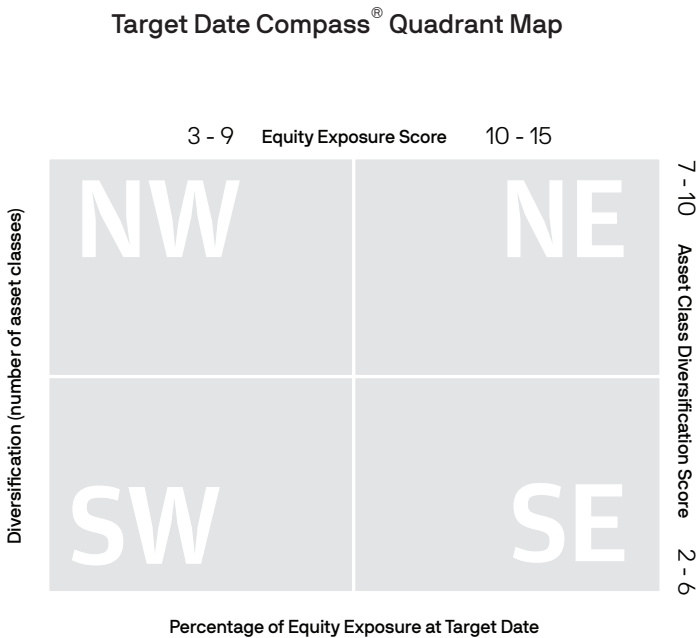 Target Date Compass® Quadrant Map
3 - 9 Equity Exposure Score 10 - 15
NW NE
SW SE
Diversification (number of asset classes)
7 - 10 Asset Class Diversification Score 2 - 6
Percentage of Equity Exposure at Target Date